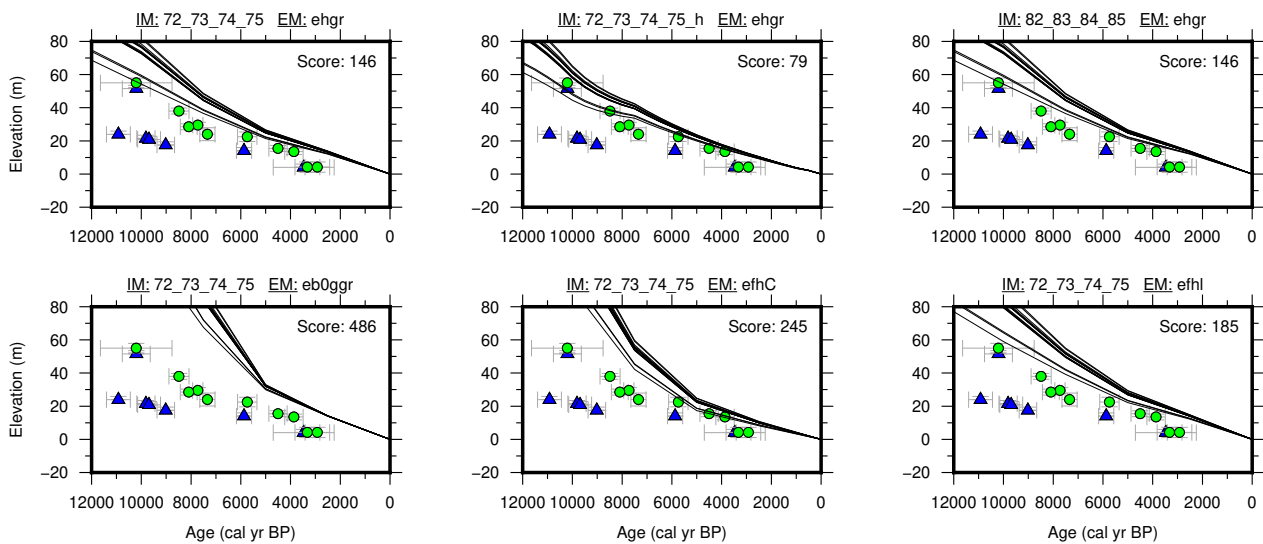 IM: 72_73_74_75 EM: ehgr
IM: 72_73_74_75_h EM: ehgr
IM: 82_83_84_85 EM: ehgr
80
60
40
20
0
−20
Elevation (m)
Score: 146
12000 10000 8000 6000 4000 2000 0
80
60
40
20
0
−20
Score: 79
12000 10000 8000 6000 4000 2000 0
80
60
40
20
0
−20
Score: 146
12000 10000 8000 6000 4000 2000 0
IM: 72_73_74_75 EM: eb0ggr
IM: 72_73_74_75 EM: efhC
IM: 72_73_74_75 EM: efhl
80
60
40
20
0
−20
Elevation (m)
Score: 486
12000 10000 8000 6000 4000 2000 0
Age (cal yr BP)
80
60
40
20
0
−20
Score: 245
12000 10000 8000 6000 4000 2000 0
Age (cal yr BP)
80
60
40
20
0
−20
Score: 185
12000 10000 8000 6000 4000 2000 0
Age (cal yr BP)